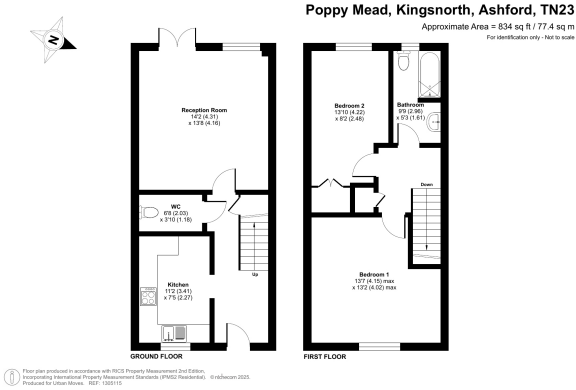 Poppy Mead, Kingsnorth, Ashford, TN23
Approximate Area = 834 sq ft / 77.4 sq m
For identification only - Not to scale
N
Reception Room
14'2 (4.31)
x 13'8 (4.16)
WC
6'8 (2.03)
x 3'10 (1.18)
Kitchen
11'2 (3.41)
x 7'5 (2.27)
Up
GROUND FLOOR
Bedroom 2
13'10 (4.22)
x 8'2 (2.48)
Bathroom
9'9 (2.96)
x 5'3 (1.61)
Down
Bedroom 1
13'7 (4.15) max
x 13'2 (4.02) max
FIRST FLOOR
Floor plan produced in accordance with RICS Property Measurement 2nd Edition,
Incorporating International Property Measurement Standards (IPMS2 Residential). © nichecom 2025.
Produced for Urban Moves. REF: 1305115